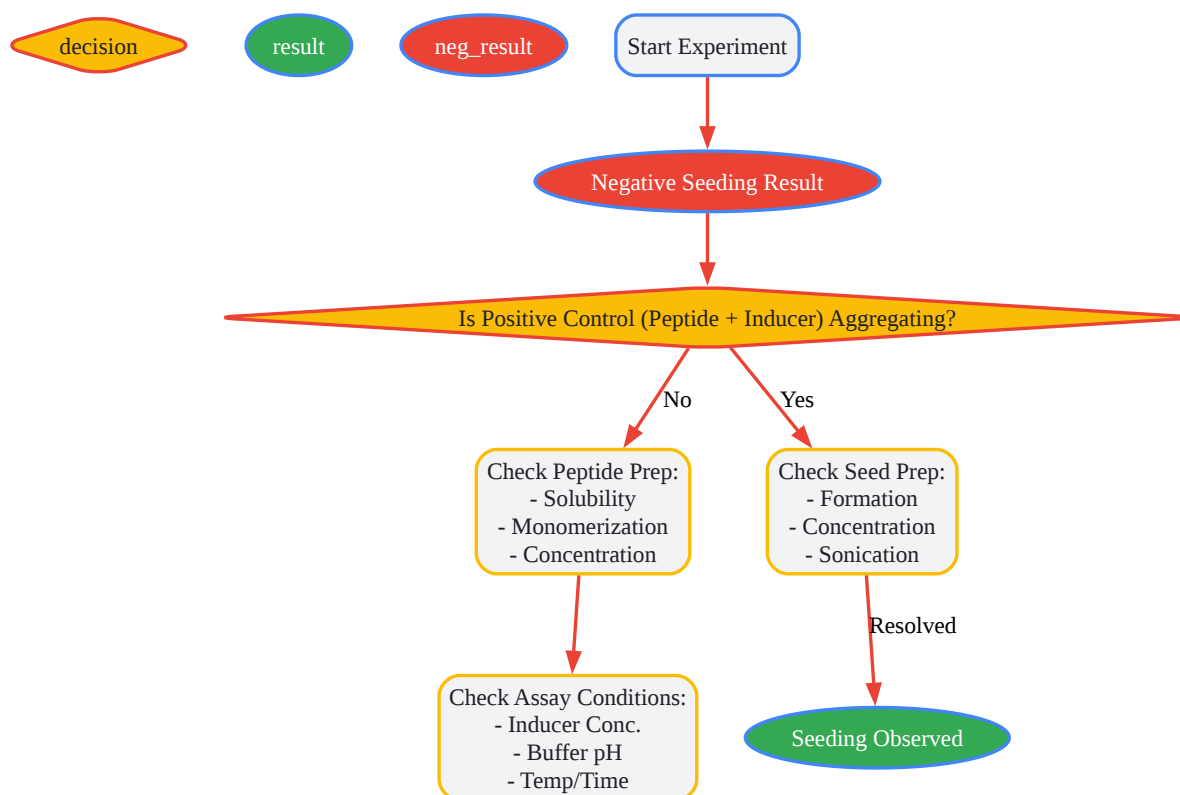 decision
result
neg_result
Start Experiment
Negative Seeding Result
Is Positive Control (Peptide + Inducer) Aggregating?
No
Yes
Check Peptide Prep:
- Solubility
- Monomerization
- Concentration
Check Seed Prep:
- Formation
- Concentration
- Sonication
Resolved
Check Assay Conditions:
- Inducer Conc.
- Buffer pH
- Temp/Time
Seeding Observed